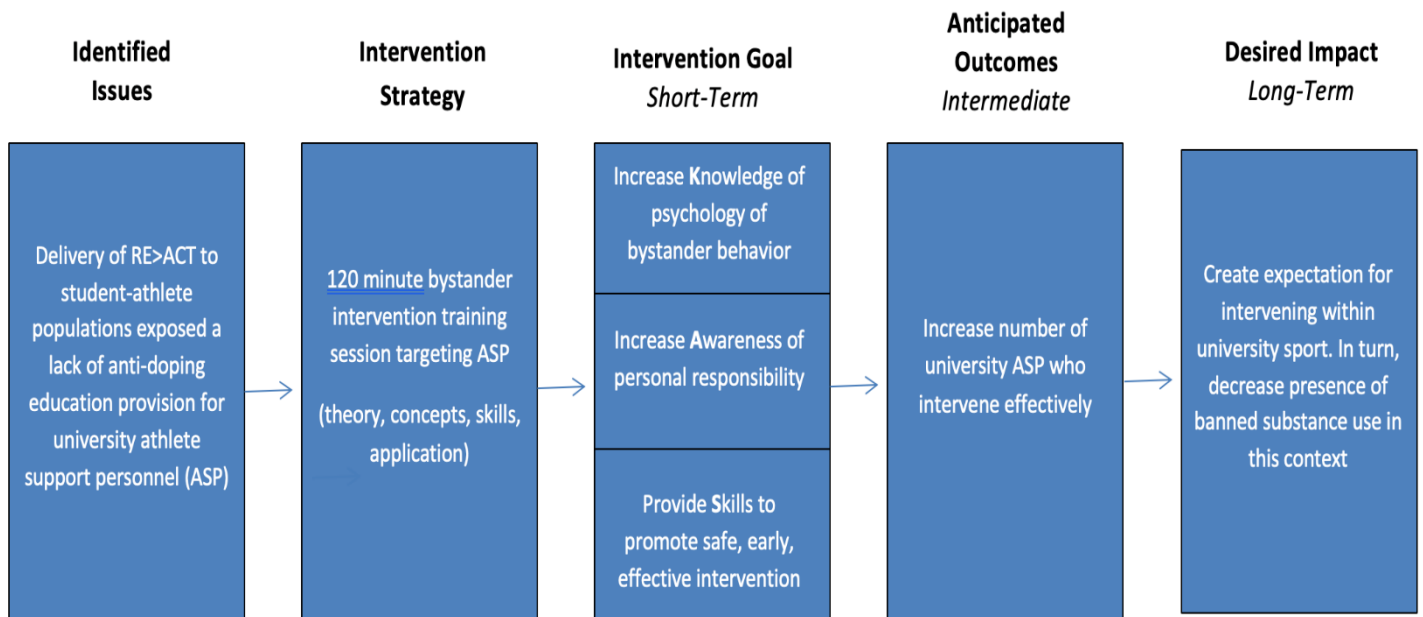 Identified
Issues
Intervention
Strategy
Intervention Goal
Short-Term
Anticipated
Outcomes
Intermediate
Desired Impact
Long-Term
Delivery of RE>ACT to
student-athlete
populations exposed a
lack of anti-doping
education provision for
university athlete
support personnel (ASP)
120 minute bystander
intervention training
session targeting ASP
(theory, concepts, skills,
application)
Increase Knowledge of
psychology of
bystander behavior
Increase Awareness of
personal responsibility
Provide Skills to
promote safe, early,
effective intervention
Increase number of
university ASP who
intervene effectively
Create expectation for
intervening within
university sport. In turn,
decrease presence of
banned substance use in
this context